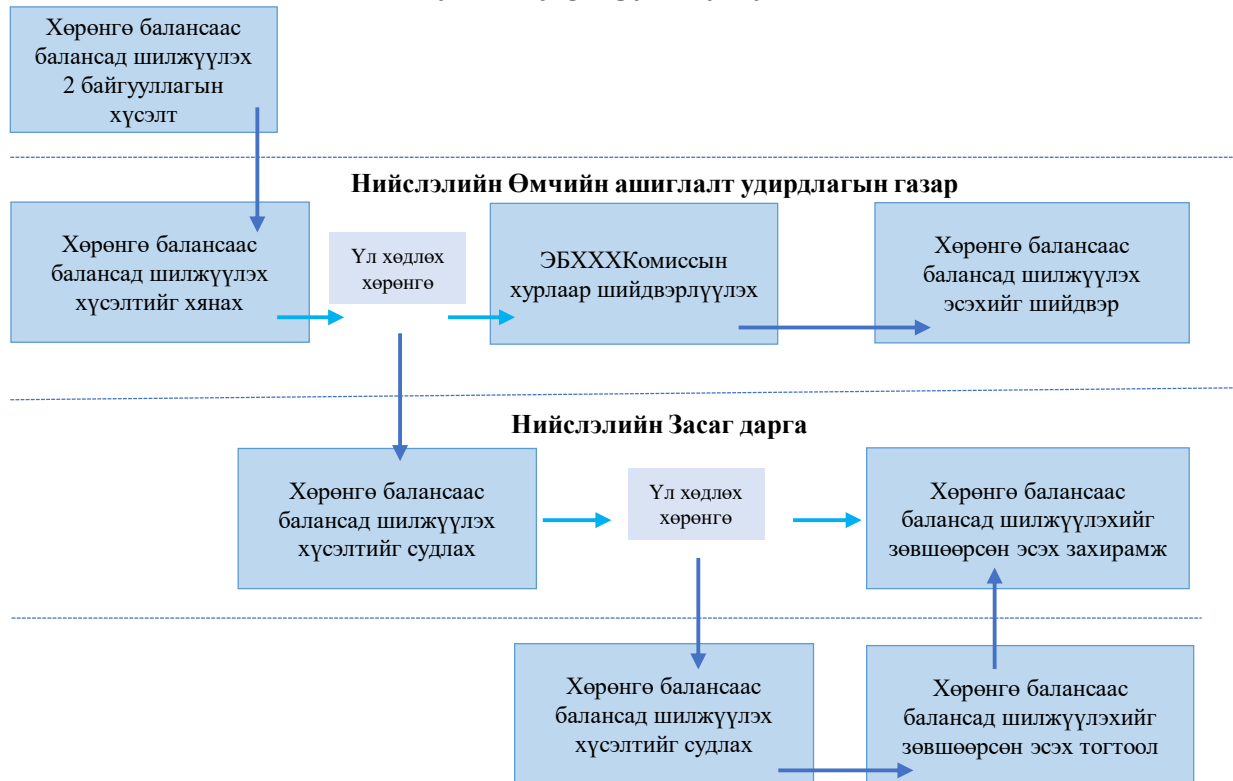 Хөрөнгө балансаас
балансад шилжүүлэх
2 байгууллагын
хүсэлт
Нийслэлийн Өмчийн ашиглалт удирдлагын газар
Хөрөнгө балансаас
балансад шилжүүлэх
хүсэлтийг хянах
Үл хөдлөх
хөрөнгө
ЭБХХХКомиссын
хурлаар шийдвэрлүүлэх
Хөрөнгө балансаас
балансад шилжүүлэх
эсэхийг шийдвэр
Нийслэлийн Засаг дарга
Хөрөнгө балансаас
балансад шилжүүлэх
хүсэлтийг судлах
Үл хөдлөх
хөрөнгө
Хөрөнгө балансаас
балансад шилжүүлэхийг
зөвшөөрсөн эсэх захирамж
Хөрөнгө балансаас
балансад шилжүүлэх
хүсэлтийг судлах
Хөрөнгө балансаас
балансад шилжүүлэхийг
зөвшөөрсөн эсэх тогтоол